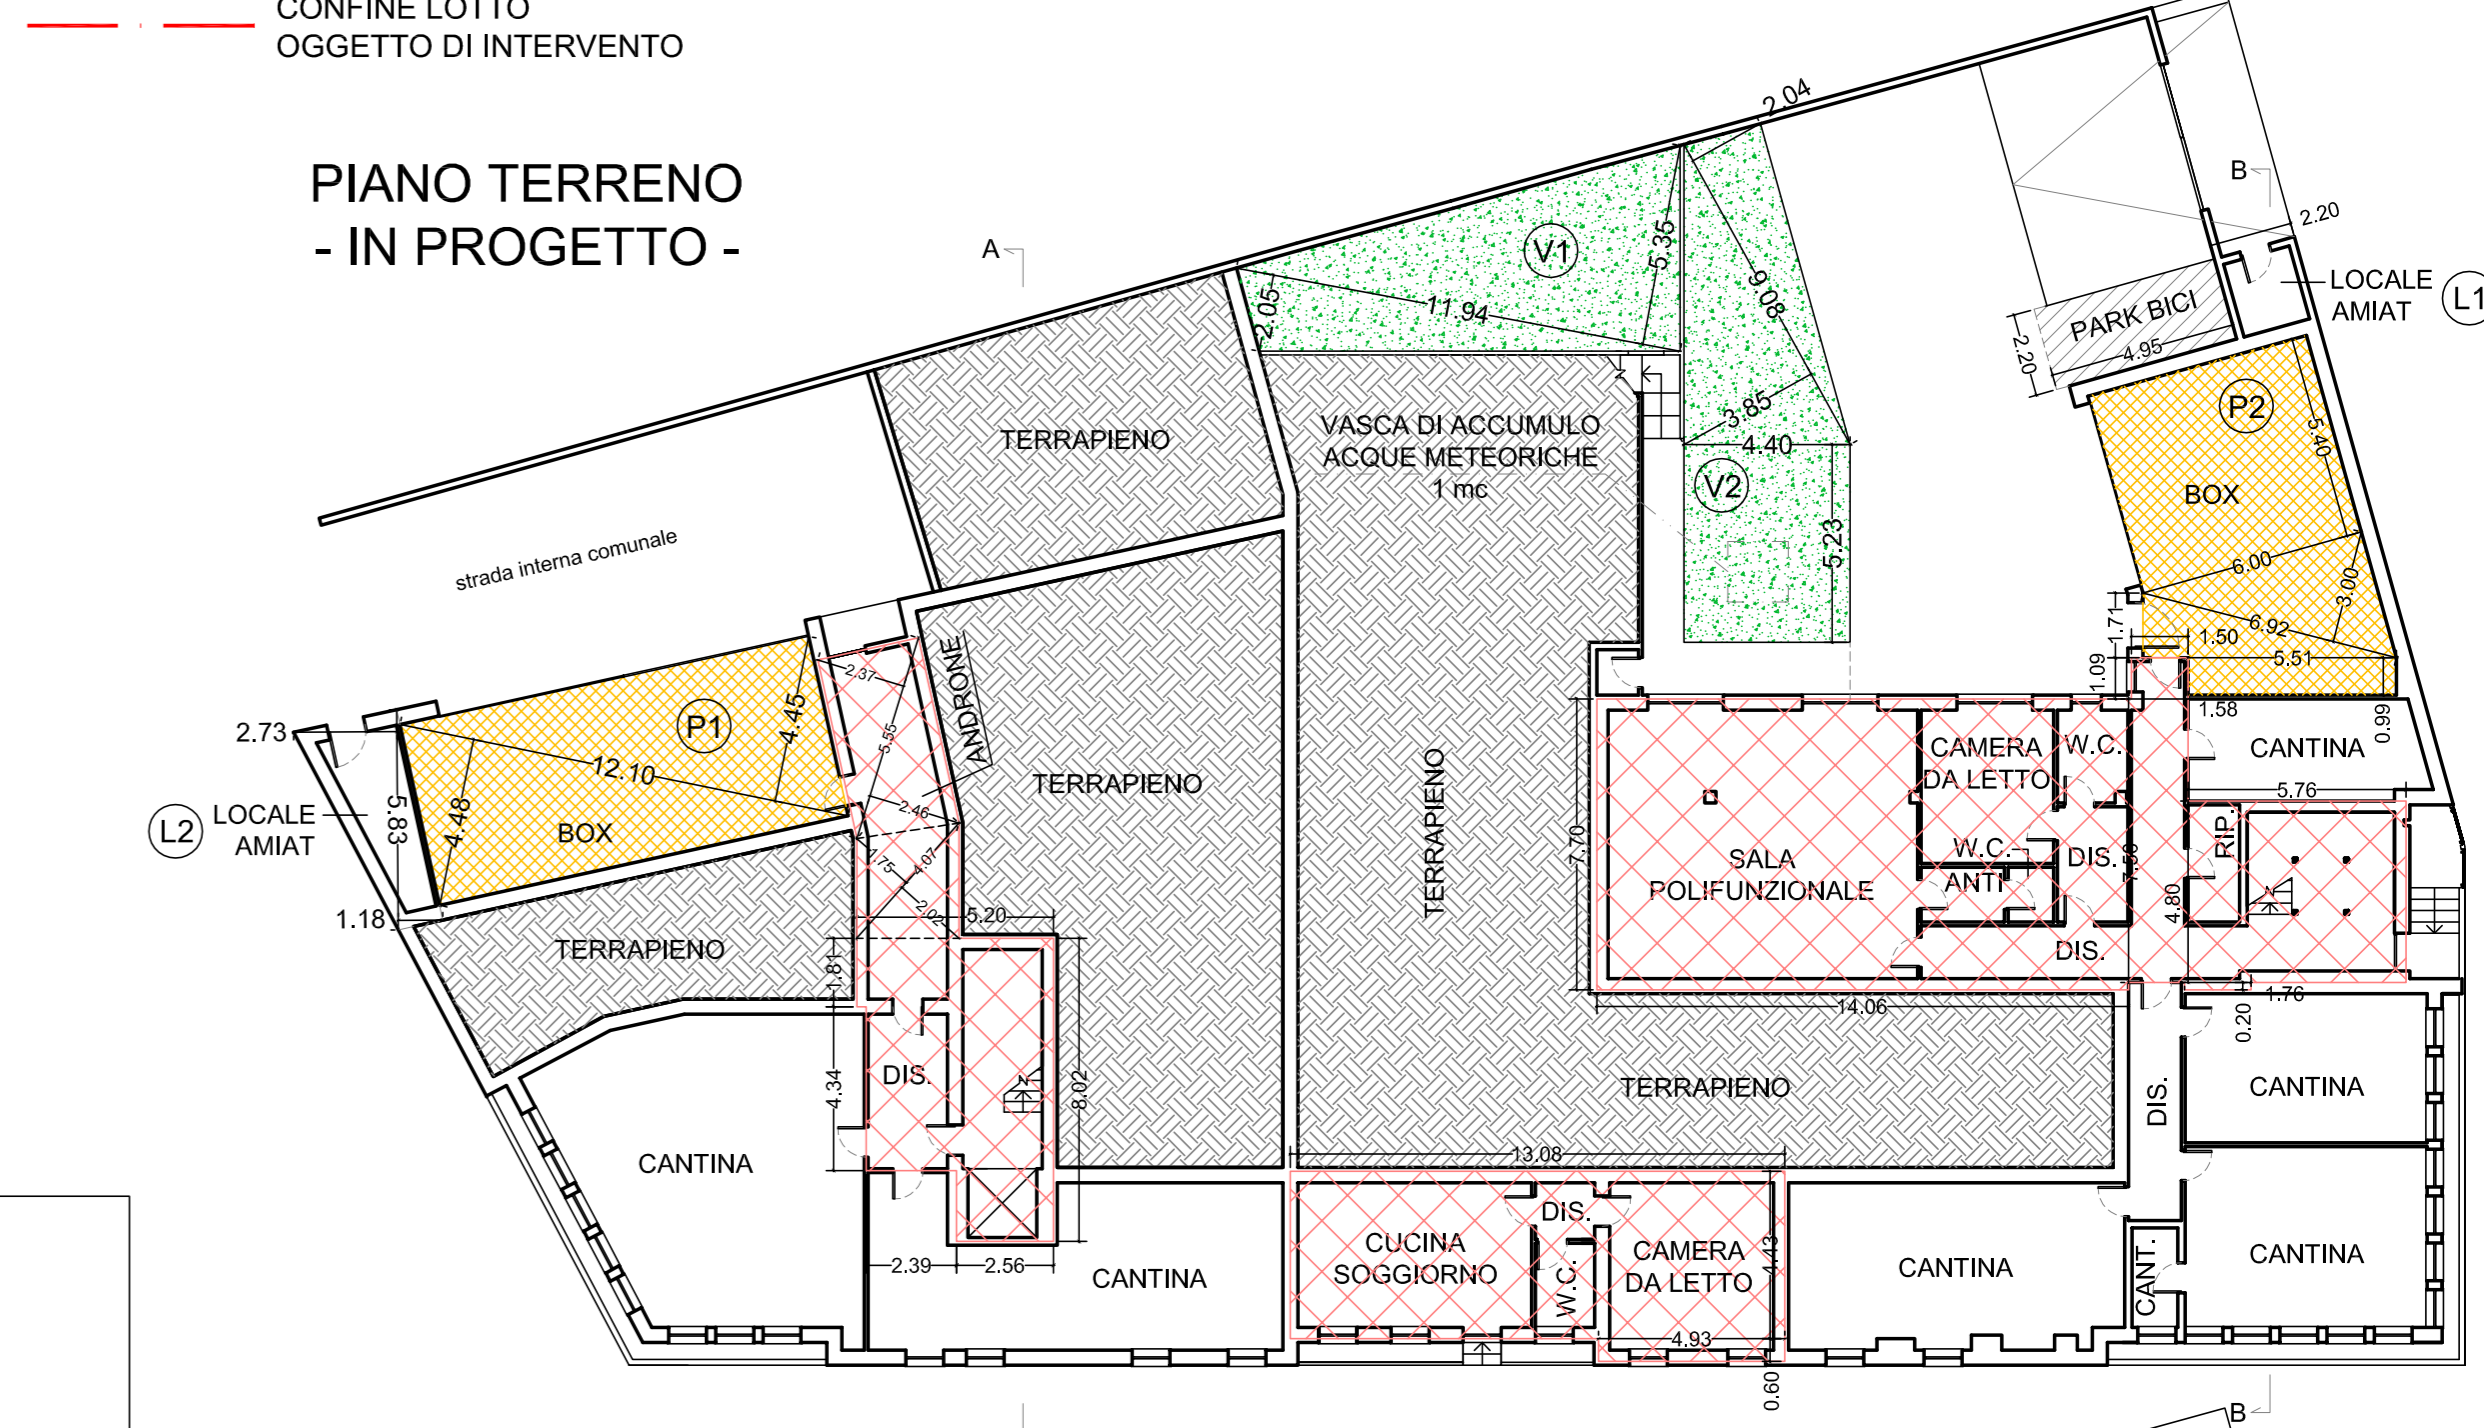 CONFINE LOTTO
OGGETTO DI INTERVENTO
PIANO TERRENO
- IN PROGETTO -
A
B
2.04
2.20
LOCALE
AMIAT
L1
V1
5.35
9.08
2.05
11.94
PARK BICI
4.95
2.20
P2
5.40
BOX
6.00
3.00
6.92
3.85
4.40
V2
5.23
TERRAPIENO
VASCA DI ACCUMULO
ACQUE METEORICHE
1 mc
strada interna comunale
1.71
1.50
5.51
1.09
1.58
0.99
CANTINA
5.76
2.37
5.55
ANDRONE
2.46
1.75
4.07
2.02
5.20
P1
4.45
12.10
4.48
BOX
2.73
5.83
L2
LOCALE
AMIAT
1.18
TERRAPIENO
TERRAPIENO
TERRAPIENO
7.70
SALA
POLIFUNZIONALE
CAMERA
DA LETTO
W.C.
W.C.
ANTI
DIS.
7.50
4.80
RIP.
DIS.
14.06
1.76
0.20
1.81
4.34
DIS.
8.02
CANTINA
2.39
2.56
CANTINA
TERRAPIENO
13.08
CUCINA
SOGGIORNO
DIS.
W.C.
CAMERA
DA LETTO
4.43
4.93
0.60
CANTINA
DIS.
CANT.
CANTINA
CANTINA
B